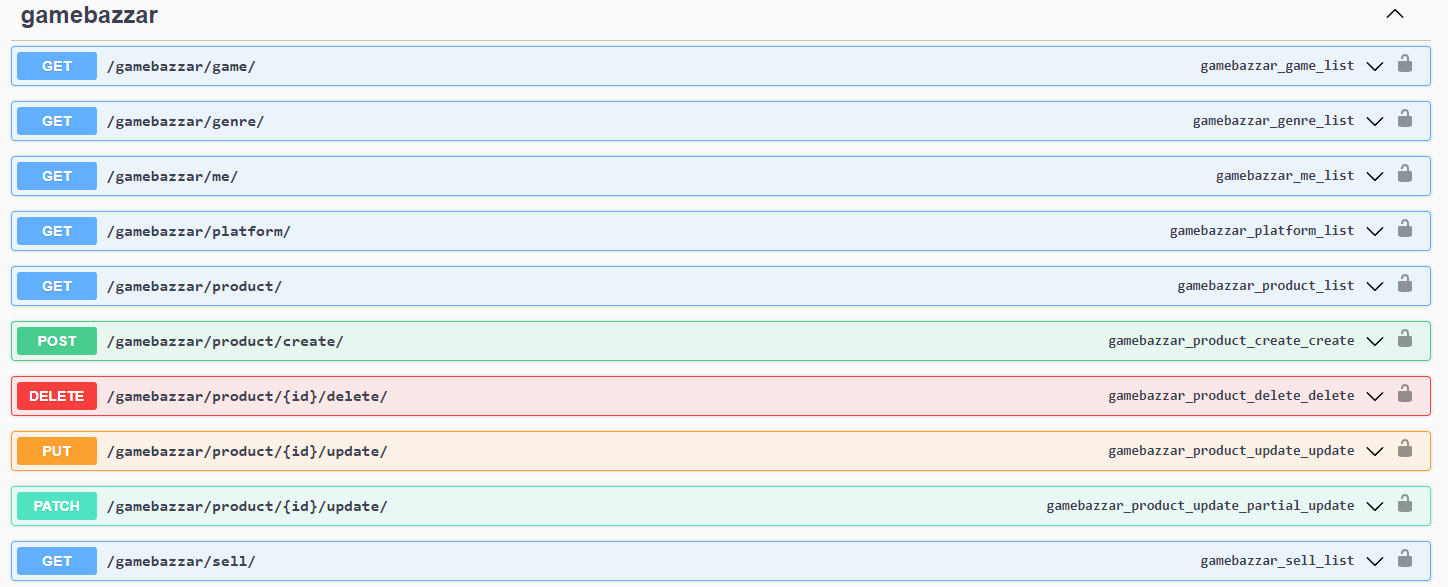 gamebazzar
GET /gamebazzar/game/ gamebazzar_game_list
GET /gamebazzar/genre/ gamebazzar_genre_list
GET /gamebazzar/me/ gamebazzar_me_list
GET /gamebazzar/platform/ gamebazzar_platform_list
GET /gamebazzar/product/ gamebazzar_product_list
POST /gamebazzar/product/create/ gamebazzar_product_create_create
DELETE /gamebazzar/product/{id}/delete/ gamebazzar_product_delete_delete
PUT /gamebazzar/product/{id}/update/ gamebazzar_product_update_update
PATCH /gamebazzar/product/{id}/update/ gamebazzar_product_update_partial_update
GET /gamebazzar/sell/ gamebazzar_sell_list